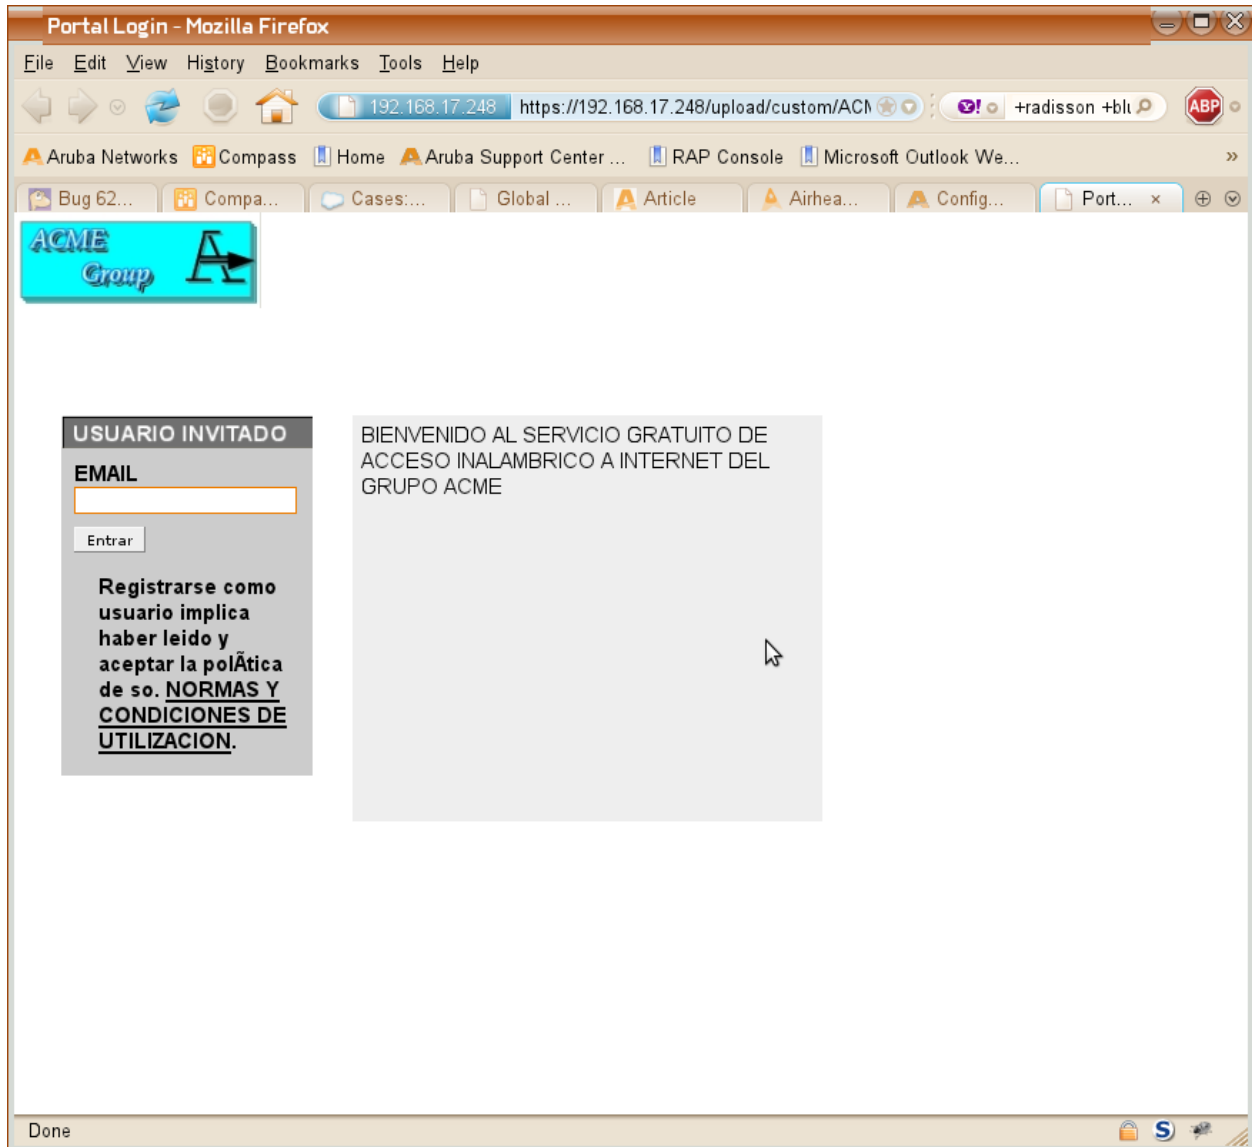 Portal Login - Mozilla Firefox
File Edit View History Bookmarks Tools Help
192.168.17.248 https://192.168.17.248/upload/custom/ACM +radisson +blu ABP
Aruba Networks Compass Home Aruba Support Center ... RAP Console Microsoft Outlook We... »
Bug 62... Compa... Cases:... Global ... Article Airhea... Config... Port... ×
ACME
Group
USUARIO INVITADO
EMAIL
Entrar
Registrarse como
usuario implica
haber leido y
aceptar la polÃtica
de so. NORMAS Y
CONDICIONES DE
UTILIZACION.
BIENVENIDO AL SERVICIO GRATUITO DE
ACCESO INALAMBRICO A INTERNET DEL
GRUPO ACME
Done